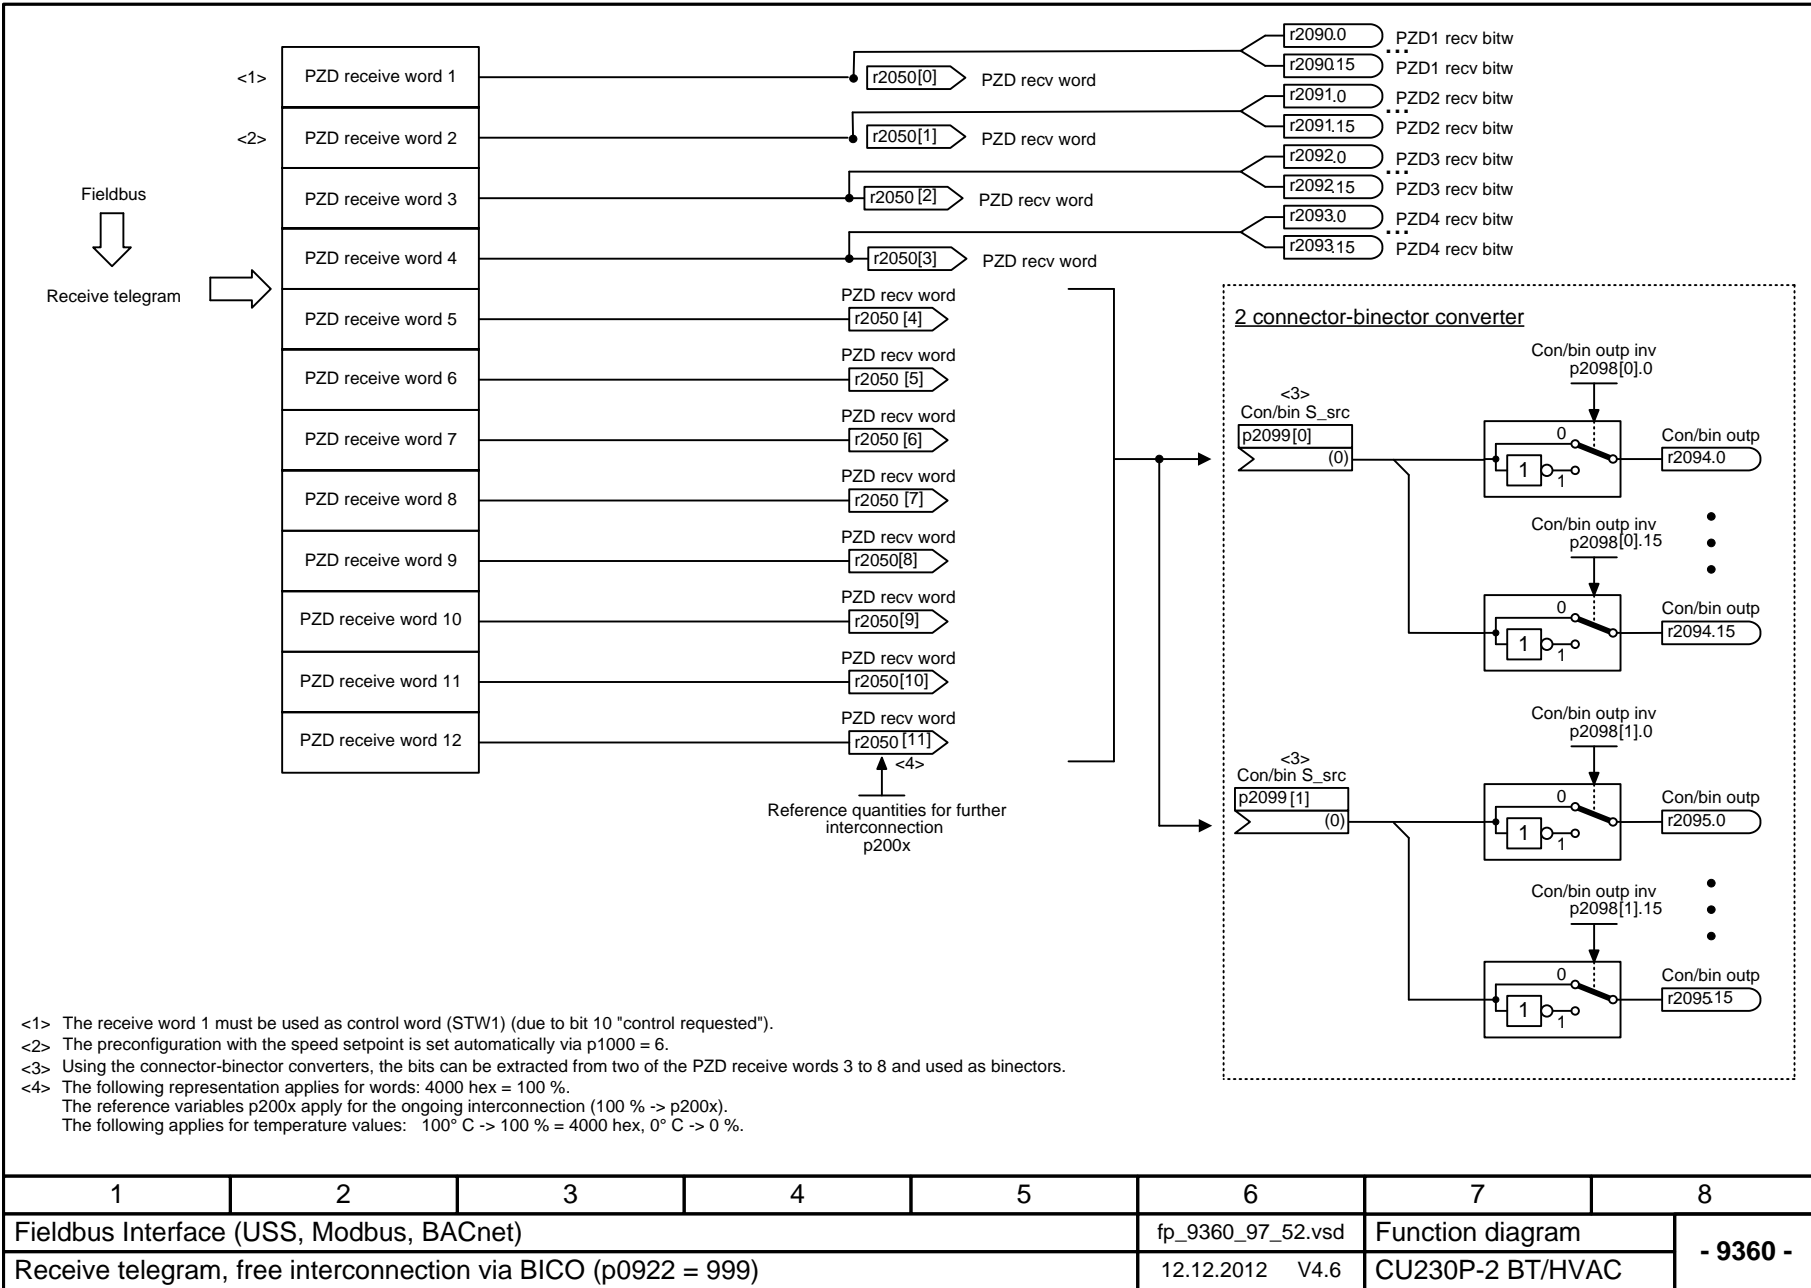 <1>
PZD receive word 1
r2050[0]
PZD recv word
r2090.0
PZD1 recv bitw
...
r2090.15
PZD1 recv bitw
<2>
PZD receive word 2
r2050[1]
PZD recv word
r2091.0
PZD2 recv bitw
...
r2091.15
PZD2 recv bitw
PZD receive word 3
r2050 [2]
PZD recv word
r2092.0
PZD3 recv bitw
...
r2092.15
PZD3 recv bitw
PZD receive word 4
r2050[3]
PZD recv word
r2093.0
PZD4 recv bitw
...
r2093.15
PZD4 recv bitw
Fieldbus
Receive telegram
PZD receive word 5
PZD recv word
r2050 [4]
PZD receive word 6
PZD recv word
r2050 [5]
PZD receive word 7
PZD recv word
r2050 [6]
PZD receive word 8
PZD recv word
r2050 [7]
PZD receive word 9
PZD recv word
r2050[8]
PZD receive word 10
PZD recv word
r2050[9]
PZD receive word 11
PZD recv word
r2050[10]
PZD receive word 12
PZD recv word
r2050 [11]
<4>
Reference quantities for further
interconnection
p200x
2 connector-binector converter
<3>
Con/bin S_src
p2099[0]
(0)
Con/bin outp inv
p2098[0].0
0
1
1
Con/bin outp
r2094.0
Con/bin outp inv
p2098[0].15
0
1
1
Con/bin outp
r2094.15
<3>
Con/bin S_src
p2099[1]
(0)
Con/bin outp inv
p2098[1].0
0
1
1
Con/bin outp
r2095.0
Con/bin outp inv
p2098[1].15
0
1
1
Con/bin outp
r2095.15
<1> The receive word 1 must be used as control word (STW1) (due to bit 10 "control requested").
<2> The preconfiguration with the speed setpoint is set automatically via p1000 = 6.
<3> Using the connector-binector converters, the bits can be extracted from two of the PZD receive words 3 to 8 and used as binectors.
<4> The following representation applies for words: 4000 hex = 100 %.
The reference variables p200x apply for the ongoing interconnection (100 % -> p200x).
The following applies for temperature values: 100° C -> 100 % = 4000 hex, 0° C -> 0 %.
1 2 3 4 5 6 7 8
Fieldbus Interface (USS, Modbus, BACnet)
fp_9360_97_52.vsd
Function diagram
- 9360 -
Receive telegram, free interconnection via BICO (p0922 = 999)
12.12.2012 V4.6
CU230P-2 BT/HVAC